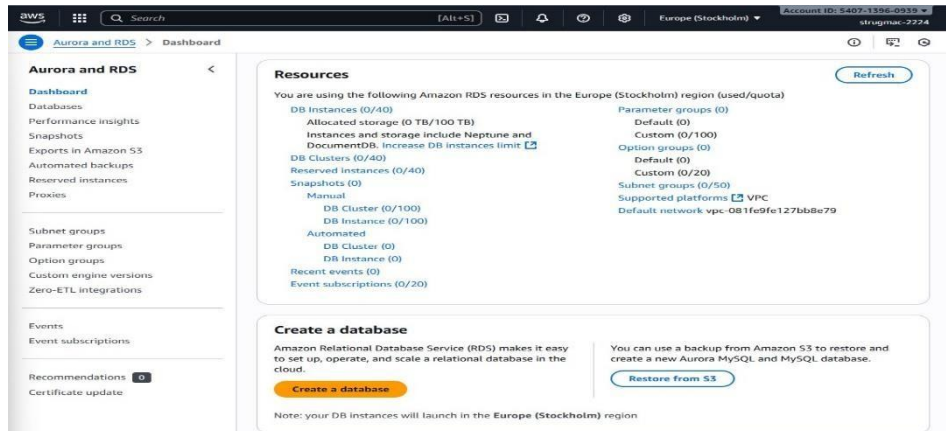 aws
Search
[Alt+S]
Europe (Stockholm)
Account ID: 5407-1396-0939
strugmac-2224
Aurora and RDS > Dashboard
Aurora and RDS
Dashboard
Databases
Performance insights
Snapshots
Exports in Amazon S3
Automated backups
Reserved instances
Proxies
Subnet groups
Parameter groups
Option groups
Custom engine versions
Zero-ETL integrations
Events
Event subscriptions
Recommendations 0
Certificate update
Resources
Refresh
You are using the following Amazon RDS resources in the Europe (Stockholm) region (used/quota)
DB Instances (0/40)
Allocated storage (0 TB/100 TB)
Instances and storage include Neptune and
DocumentDB. Increase DB instances limit
DB Clusters (0/40)
Reserved instances (0/40)
Snapshots (0)
Manual
DB Cluster (0/100)
DB Instance (0/100)
Automated
DB Cluster (0)
DB Instance (0)
Recent events (0)
Event subscriptions (0/20)
Parameter groups (0)
Default (0)
Custom (0/100)
Option groups (0)
Default (0)
Custom (0/20)
Subnet groups (0/50)
Supported platforms VPC
Default network vpc-081fe9fe127bb8e79
Create a database
Amazon Relational Database Service (RDS) makes it easy
to set up, operate, and scale a relational database in the
cloud.
Create a database
You can use a backup from Amazon S3 to restore and
create a new Aurora MySQL and MySQL database.
Restore from S3
Note: your DB instances will launch in the Europe (Stockholm) region